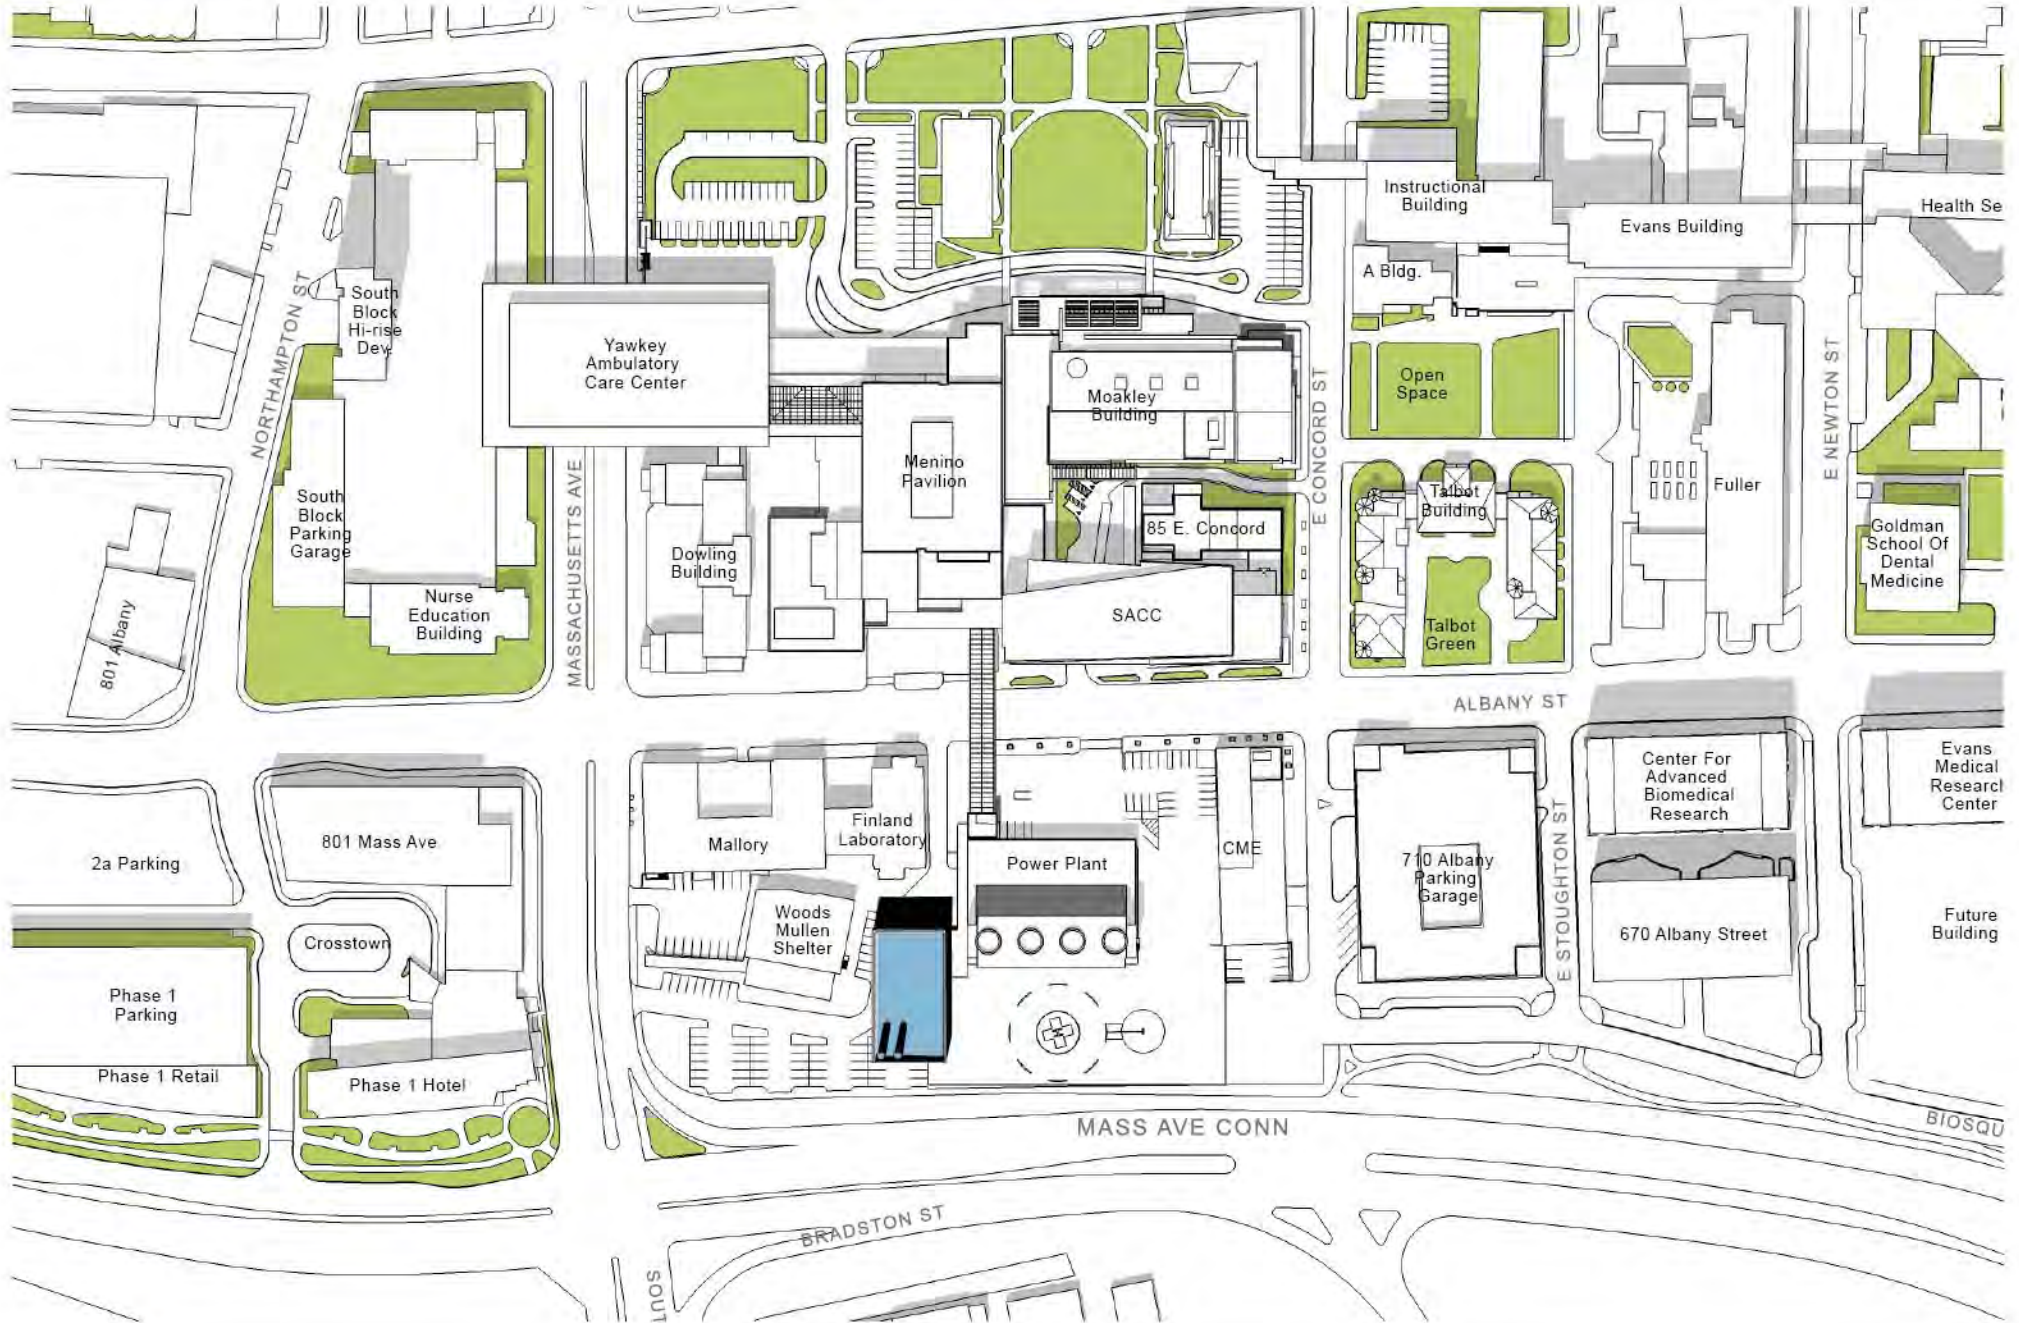 Instructional
Building
Health Se
Evans Building
A Bldg.
NORTHAMPTON ST
South
Block
Hi-rise
Dev.
Yawkey
Ambulatory
Care Center
Moakley
Building
E CONCORD ST
Open
Space
E NEWTON ST
Menino
Pavilion
MASSACHUSETTS AVE
South
Block
Parking
Garage
Talbot
Building
Fuller
85 E. Concord
Goldman
School Of
Dental
Medicine
Dowling
Building
Nurse
Education
Building
SACC
Talbot
Green
801 Albany
ALBANY ST
Center For
Advanced
Biomedical
Research
Evans
Medical
Research
Center
801 Mass Ave
Mallory
Finland
Laboratory
2a Parking
Power Plant
CME
710 Albany
Parking
Garage
E STOUGHTON ST
Woods
Mullen
Shelter
Crosstown
670 Albany Street
Future
Building
Phase 1
Parking
Phase 1 Retail
Phase 1 Hotel
MASS AVE CONN
BIOSQU
BRADSTON ST
SOUT